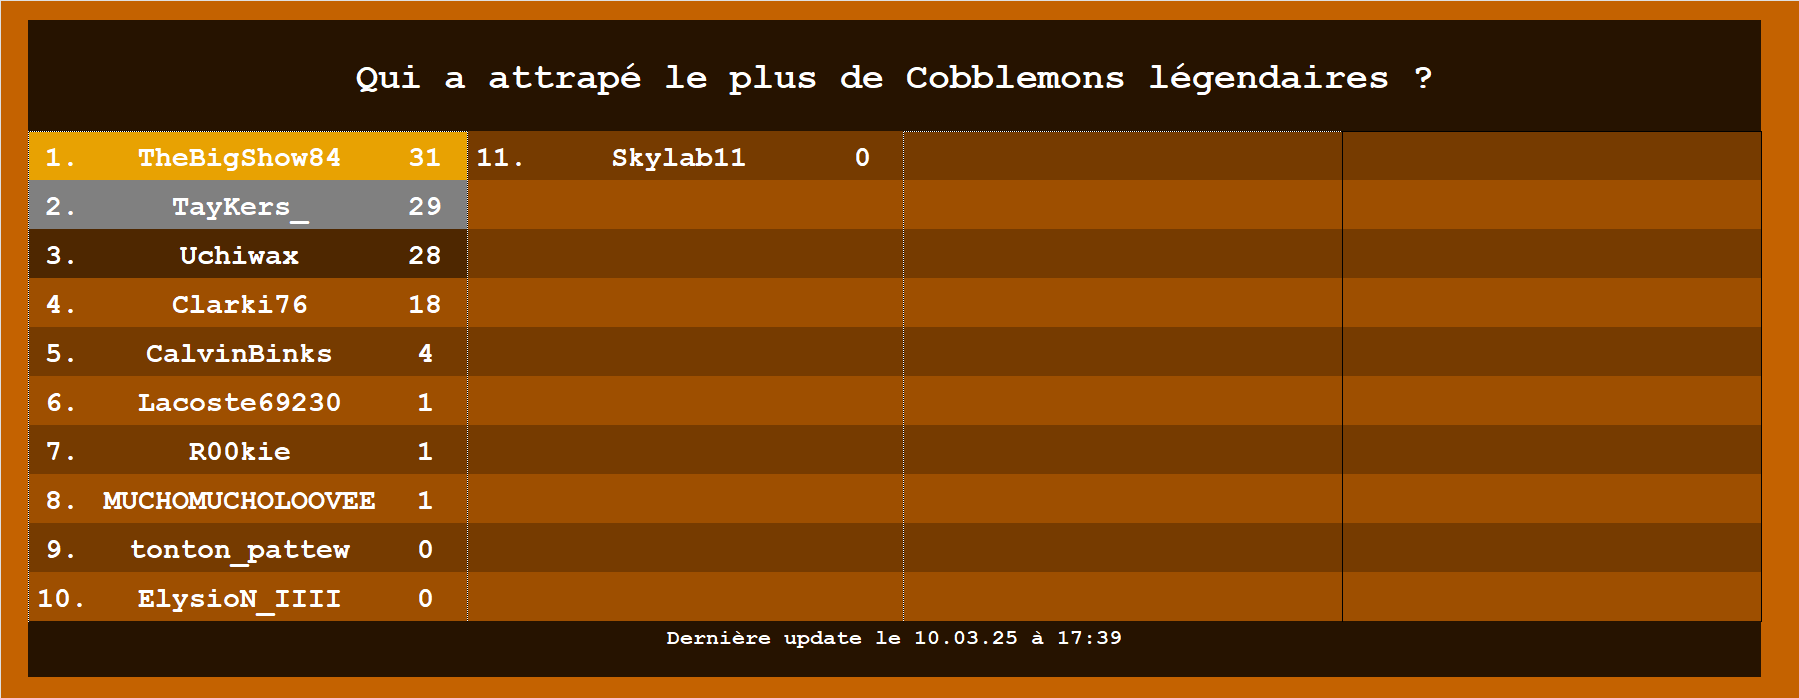 Qui a attrapé le plus de Cobblemons légendaires ?
1. TheBigShow84 31
2. TayKers_ 29
3. Uchiwax 28
4. Clarki76 18
5. CalvinBinks 4
6. Lacoste69230 1
7. R00kie 1
8. MUCHOMUCHOLOOVEE 1
9. tonton_pattew 0
10. ElysioN_IIII 0
11. Skylab11 0
Dernière update le 10.03.25 à 17:39